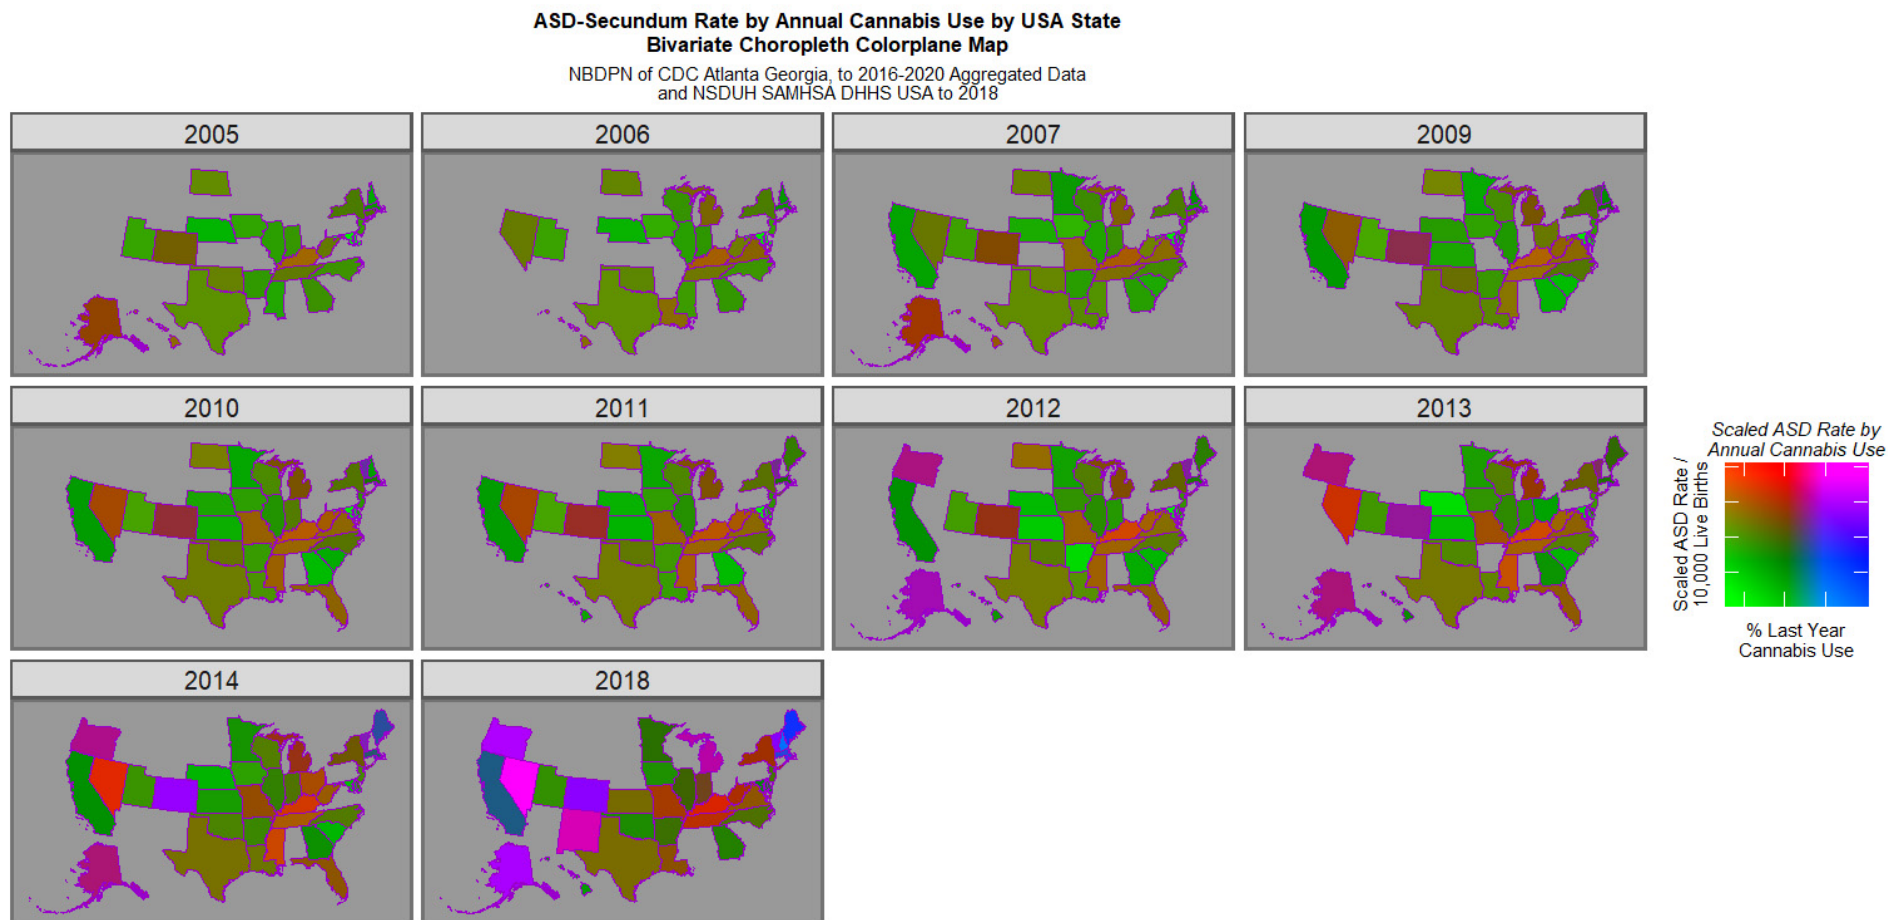 ASD-Secundum Rate by Annual Cannabis Use by USA State
Bivariate Choropleth Colorplane Map
NBDPN of CDC Atlanta Georgia, to 2016-2020 Aggregated Data
and NSDUH SAMHSA DHHS USA to 2018
2005
2006
2007
2009
2010
2011
2012
2013
Scaled ASD Rate by
Annual Cannabis Use
Scaled ASD Rate /
10,000 Live Births
% Last Year
Cannabis Use
2014
2018